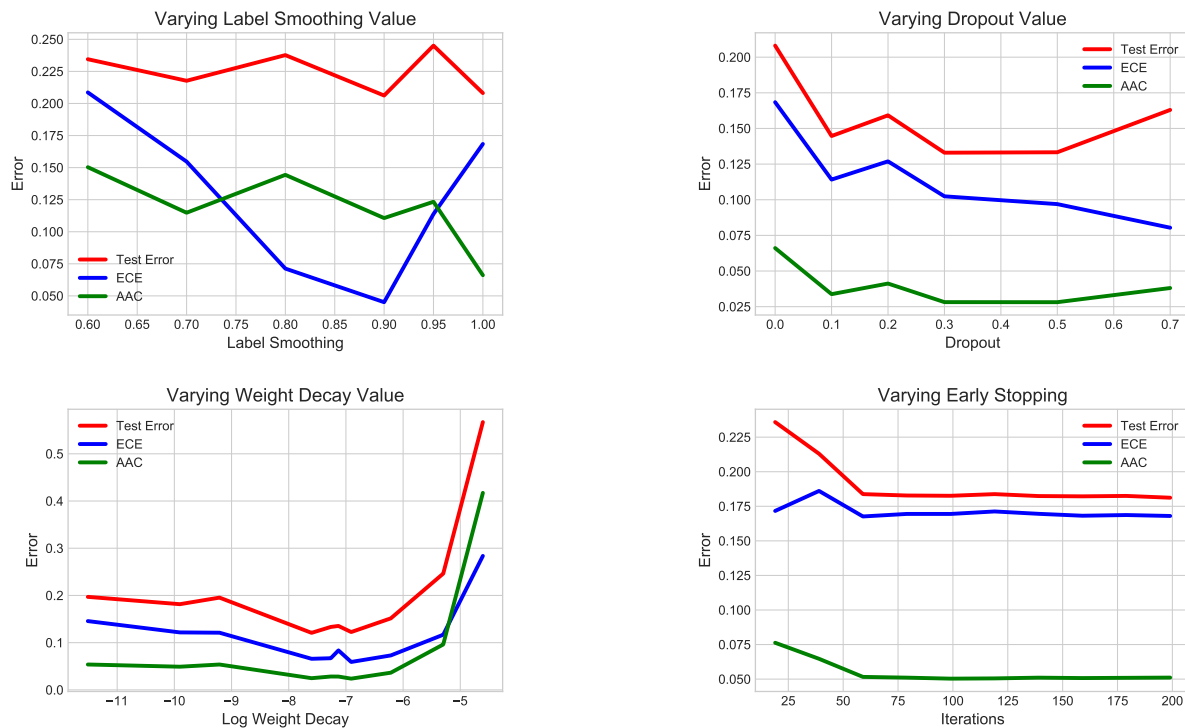 Varying Label Smoothing Value
0.250
0.225
0.200
0.175
0.150
0.125
0.100
0.075
0.050
Error
Test Error
ECE
AAC
0.60 0.65 0.70 0.75 0.80 0.85 0.90 0.95 1.00
Label Smoothing
Varying Dropout Value
0.200
0.175
0.150
0.125
0.100
0.075
0.050
0.025
Error
Test Error
ECE
AAC
0.0 0.1 0.2 0.3 0.4 0.5 0.6 0.7
Dropout
Varying Weight Decay Value
0.5
0.4
0.3
0.2
0.1
0.0
Error
Test Error
ECE
AAC
−11 −10 −9 −8 −7 −6 −5
Log Weight Decay
Varying Early Stopping
0.225
0.200
0.175
0.150
0.125
0.100
0.075
0.050
Error
Test Error
ECE
AAC
25 50 75 100 125 150 175 200
Iterations